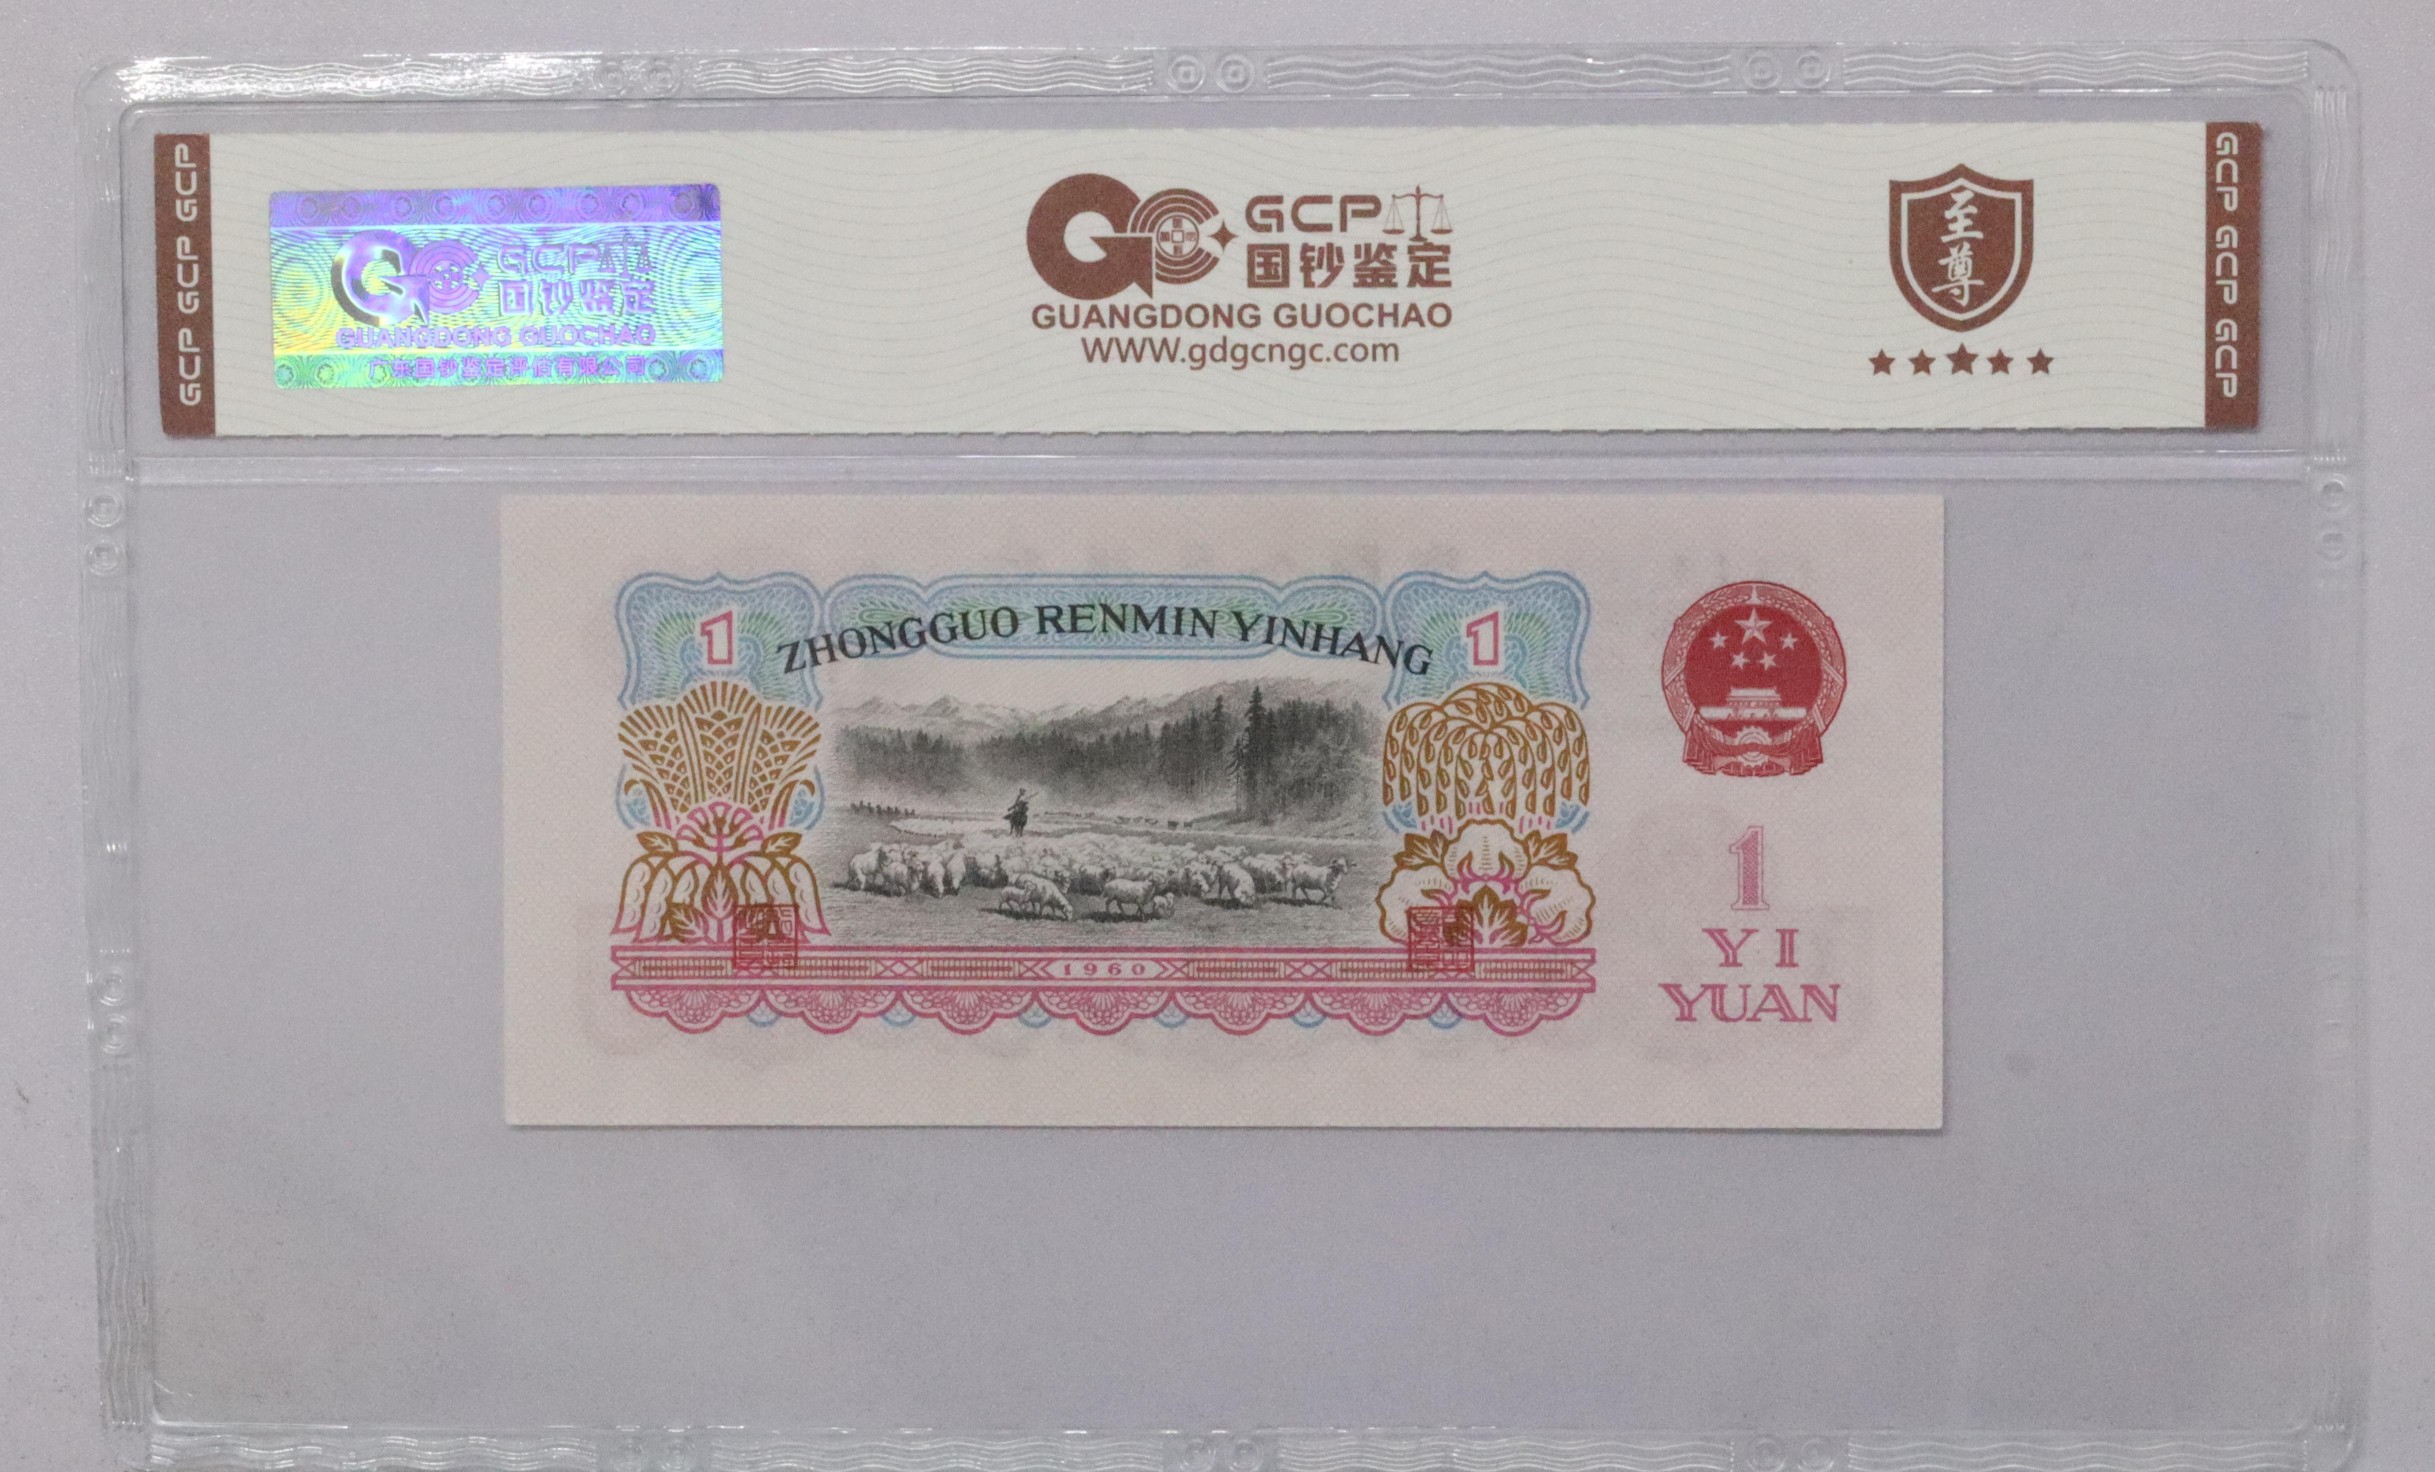 GCP GCP GCP
GCP
国钞鉴定
GUANGDONG GUOCHAO
广东国钞鉴定评估有限公司
GCP
国钞鉴定
GUANGDONG GUOCHAO
WWW.gdgcngc.com
至尊
GCP GCP GCP
1
ZHONGGUO RENMIN YINHANG
1
1960
1
YI
YUAN